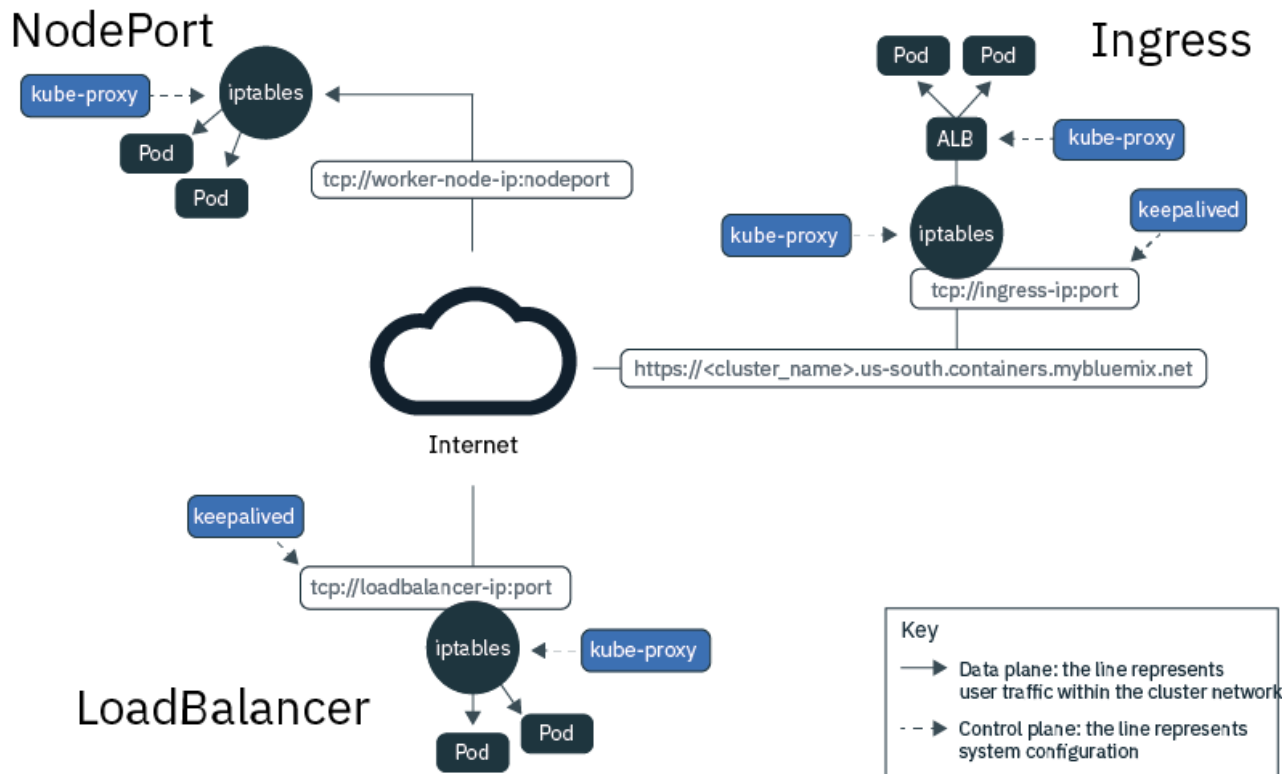 NodePort
kube-proxy
iptables
Pod
Pod
tcp://worker-node-ip:nodeport
Ingress
Pod
Pod
ALB
kube-proxy
keepalived
kube-proxy
iptables
tcp://ingress-ip:port
https://<cluster_name>.us-south.containers.mybluemix.net
Internet
keepalived
tcp://loadbalancer-ip:port
iptables
kube-proxy
LoadBalancer
Pod
Pod
Key
Data plane: the line represents
user traffic within the cluster network
Control plane: the line represents
system configuration